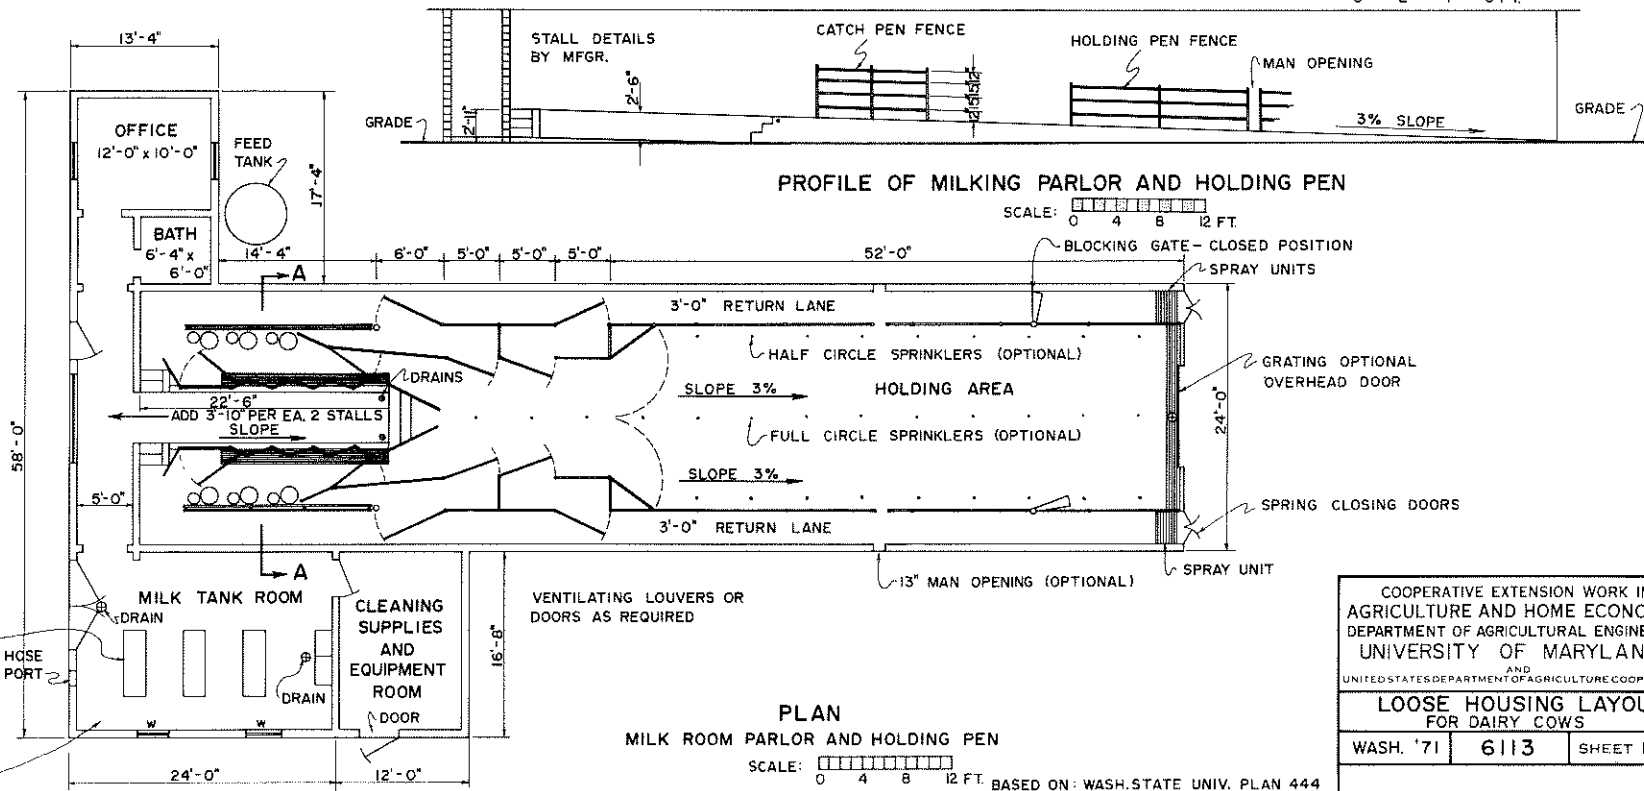 13'-4"
STALL DETAILS
BY MFGR.
CATCH PEN FENCE
HOLDING PEN FENCE
MAN OPENING
2'-6"
2'-11"
GRADE
3% SLOPE
GRADE
PROFILE OF MILKING PARLOR AND HOLDING PEN
SCALE:
0 4 8 12 FT.
OFFICE
12'-0" x 10'-0"
FEED
TANK
17'-4"
BATH
6'-4" x
6'-0"
14'-4"
6'-0"
5'-0"
5'-0"
5'-0"
52'-0"
BLOCKING GATE-CLOSED POSITION
SPRAY UNITS
A
3'-0" RETURN LANE
HALF CIRCLE SPRINKLERS (OPTIONAL)
GRATING OPTIONAL
OVERHEAD DOOR
DRAINS
SLOPE 3%
HOLDING AREA
22'-6"
ADD 3'-10" PER EA. 2 STALLS
SLOPE
FULL CIRCLE SPRINKLERS (OPTIONAL)
24'-0"
58'-0"
SLOPE 3%
5'-0"
3'-0" RETURN LANE
SPRING CLOSING DOORS
A
13" MAN OPENING (OPTIONAL)
SPRAY UNIT
MILK TANK ROOM
DRAIN
CLEANING
SUPPLIES
AND
EQUIPMENT
ROOM
VENTILATING LOUVERS OR
DOORS AS REQUIRED
16'-8"
HOSE
PORT
DRAIN
DOOR
W
W
24'-0"
12'-0"
PLAN
MILK ROOM PARLOR AND HOLDING PEN
SCALE:
0 4 8 12 FT.
BASED ON: WASH. STATE UNIV. PLAN 444
COOPERATIVE EXTENSION WORK IN
AGRICULTURE AND HOME ECONO
DEPARTMENT OF AGRICULTURAL ENGINE
UNIVERSITY OF MARYLAN
AND
UNITED STATES DEPARTMENT OF AGRICULTURE COOP
LOOSE HOUSING LAYOU
FOR DAIRY COWS
WASH. '71
6113
SHEET